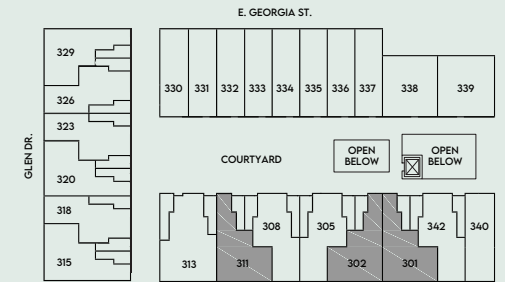 E. GEORGIA ST.
329
326
323
320
318
315
GLEN DR.
330 331 332 333 334 335 336 337 338 339
COURTYARD
OPEN
BELOW
OPEN
BELOW
308 305 342 340
313 311 302 301